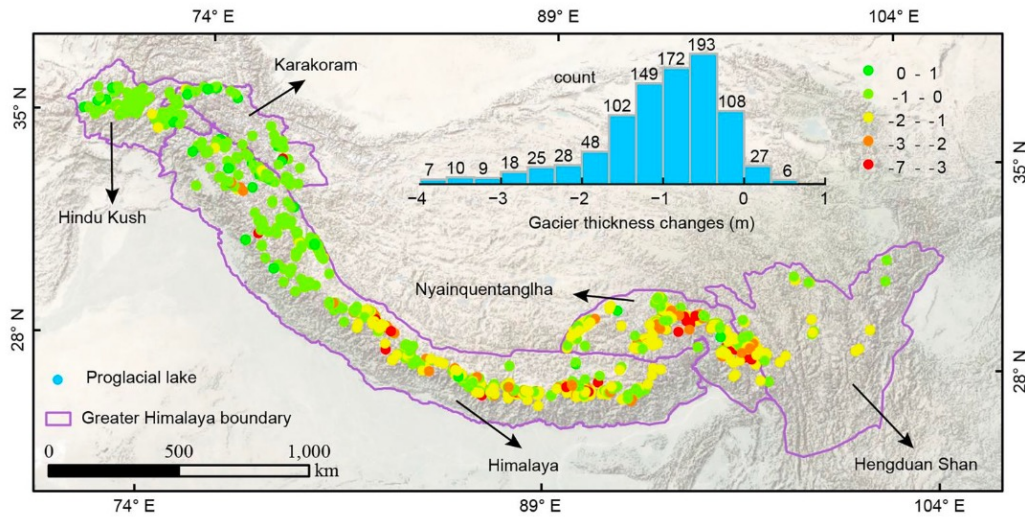 74° E
89° E
104° E
Karakoram
35° N
35° N
Hindu Kush
count
7
10
9
18
25
28
48
102
149
172
193
108
27
6
−4
−3
−2
−1
0
1
Gacier thickness changes (m)
0 - 1
-1 - 0
-2 - -1
-3 - -2
-7 - -3
Nyainquentanglha
28° N
28° N
Proglacial lake
Greater Himalaya boundary
0
500
1,000
km
Himalaya
Hengduan Shan
74° E
89° E
104° E